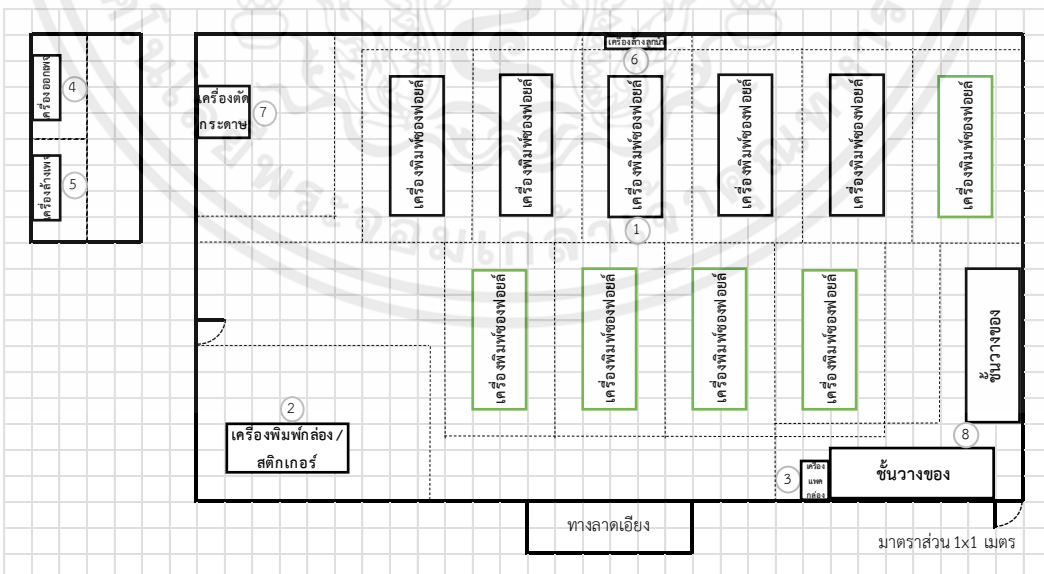 เครื่องล้างลูกน้ำ
6
4
เครื่องออกเพจ
เครื่องตัด
กระดาษ
7
เครื่องพิมพ์ซองฟอยล์
เครื่องพิมพ์ซองฟอยล์
เครื่องพิมพ์ซองฟอยล์
เครื่องพิมพ์ซองฟอยล์
เครื่องพิมพ์ซองฟอยล์
เครื่องพิมพ์ซองฟอยล์
5
เครื่องล้างเพจ
1
เครื่องพิมพ์ซองฟอยล์
เครื่องพิมพ์ซองฟอยล์
เครื่องพิมพ์ซองฟอยล์
เครื่องพิมพ์ซองฟอยล์
ชั้นวางของ
2
เครื่องพิมพ์กล่อง /
สติกเกอร์
8
3
เครื่อง
แพค
กล่อง
ชั้นวางของ
ทางลาดเอียง
มาตราส่วน 1x1 เมตร